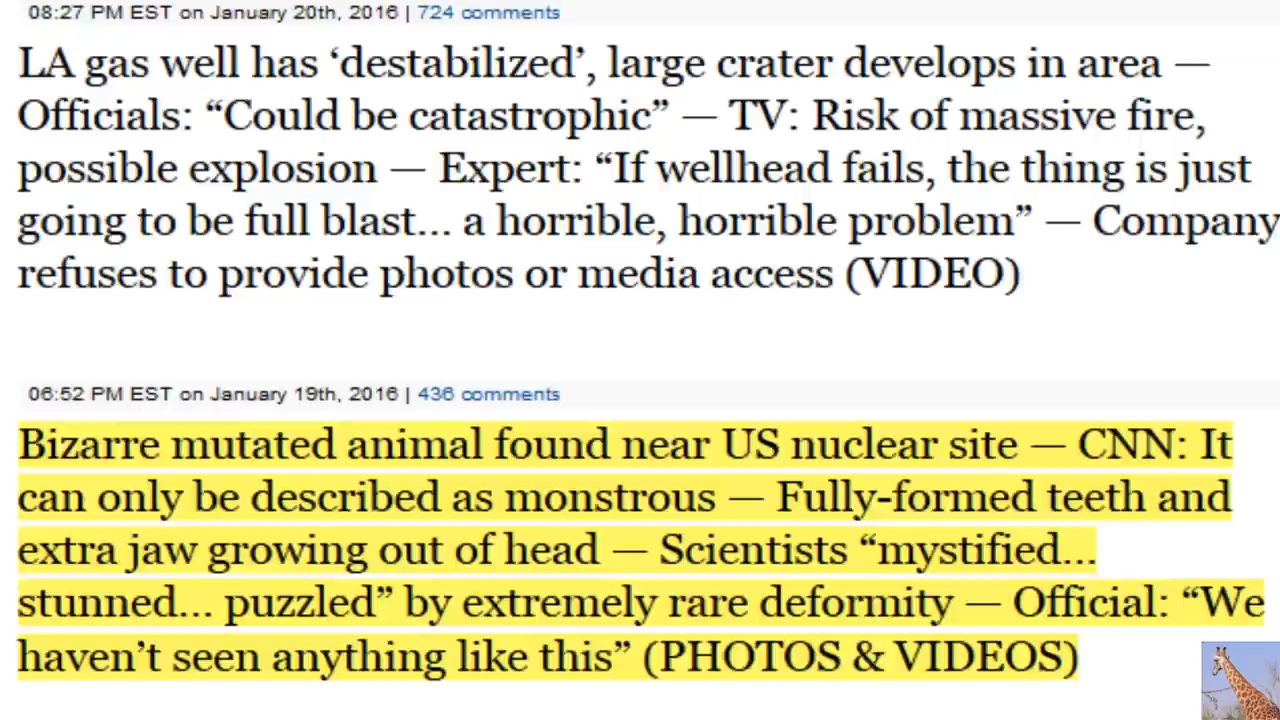 08:27 PM EST on January 20th, 2016 | 724 comments
LA gas well has ‘destabilized’, large crater develops in area —
Officials: “Could be catastrophic” — TV: Risk of massive fire,
possible explosion — Expert: “If wellhead fails, the thing is just
going to be full blast... a horrible, horrible problem” — Company
refuses to provide photos or media access (VIDEO)
06:52 PM EST on January 19th, 2016 | 436 comments
Bizarre mutated animal found near US nuclear site — CNN: It
can only be described as monstrous — Fully-formed teeth and
extra jaw growing out of head — Scientists “mystified...
stunned... puzzled” by extremely rare deformity — Official: “We
haven’t seen anything like this” (PHOTOS & VIDEOS)